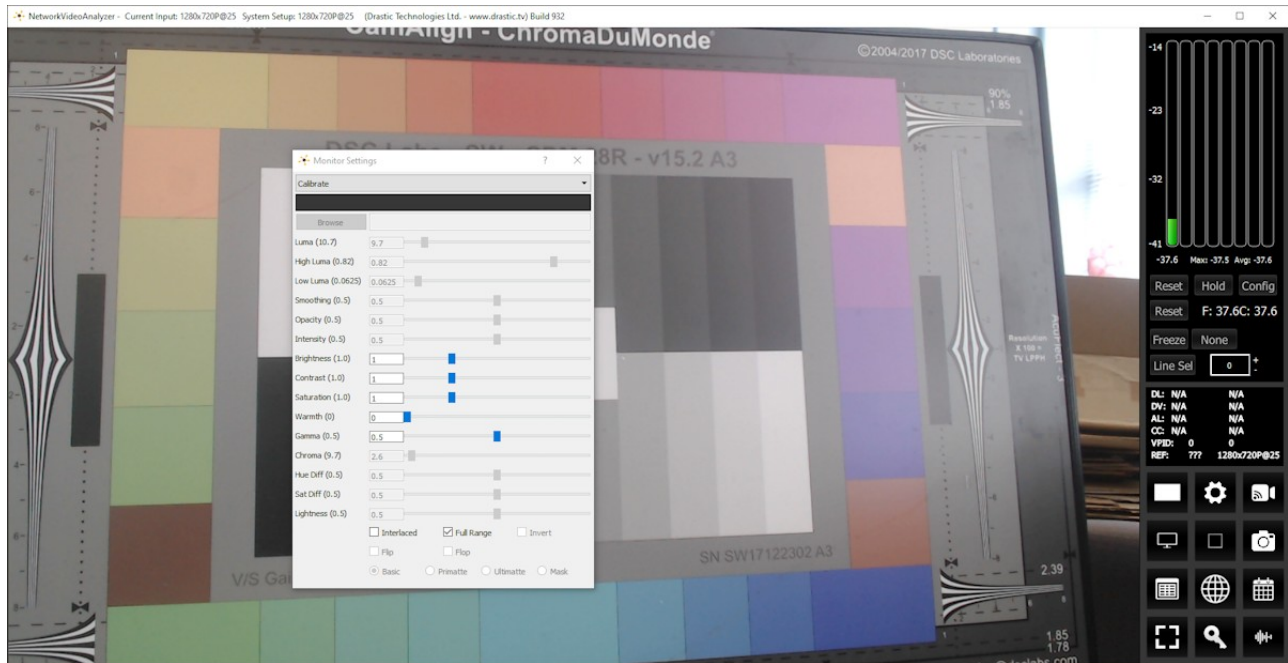 NetworkVideoAnalyzer - Current Input: 1280x720P@25 System Setup: 1280x720P@25 (Drastic Technologies Ltd. - www.drastic.tv) Build 932
CamAlign - ChromaDuMonde
©2004/2017 DSC Laboratories
90%
1.85
8R - v15.2 A3
Resolution
X 100 =
TV LPPH
SN SW17122302 A3
V/S Ga
2.39
1.85
1.78
Monitor Settings
Calibrate
Browse
Luma (10.7) 9.7
High Luma (0.82) 0.82
Low Luma (0.0625) 0.0625
Smoothing (0.5) 0.5
Opacity (0.5) 0.5
Intensity (0.5) 0.5
Brightness (1.0) 1
Contrast (1.0) 1
Saturation (1.0) 1
Warmth (0) 0
Gamma (0.5) 0.5
Chroma (9.7) 2.6
Hue Diff (0.5) 0.5
Sat Diff (0.5) 0.5
Lightness (0.5) 0.5
Interlaced Full Range Invert
Flip Flop
Basic Primatte Ultimatte Mask
-14
-23
-32
-41
-37.6 Max: -37.5 Avg: -37.6
Reset Hold Config
Reset F: 37.6C: 37.6
Freeze None
Line Sel 0 + -
DL: N/A N/A
DV: N/A N/A
AL: N/A N/A
CC: N/A N/A
VPID: 0 0
REF: ??? 1280x720P@25